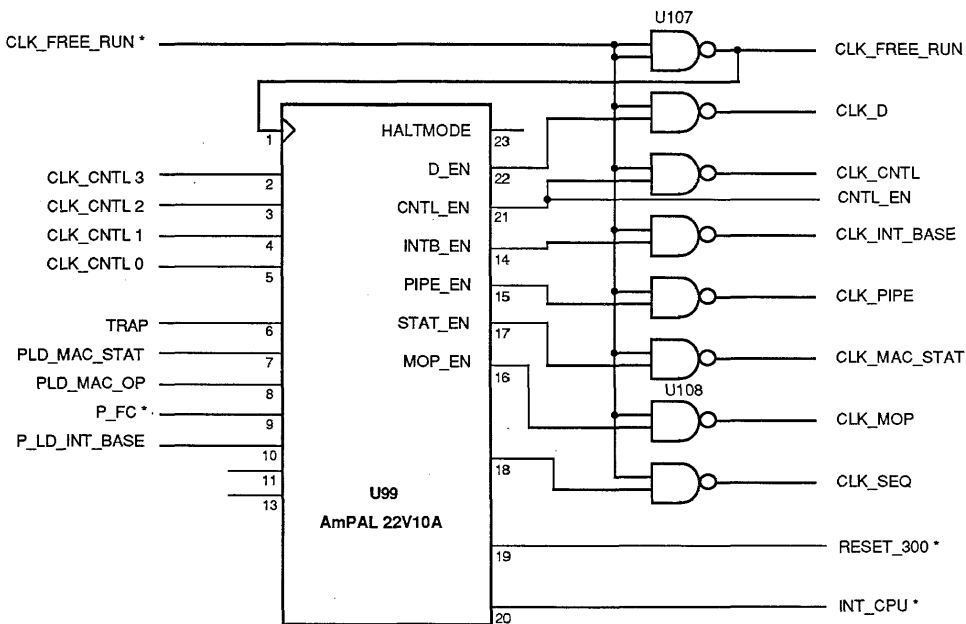 U107
CLK_FREE_RUN *
CLK_FREE_RUN
HALTMODE
23
CLK_D
1
D_EN
22
CLK_CNTL 3
2
CLK_CNTL
CLK_CNTL 2
3
CNTL_EN
21
CNTL_EN
CLK_CNTL 1
4
INTB_EN
14
CLK_INT_BASE
CLK_CNTL 0
5
PIPE_EN
15
CLK_PIPE
TRAP
6
STAT_EN
17
PLD_MAC_STAT
7
MOP_EN
16
CLK_MAC_STAT
PLD_MAC_OP
8
U108
P_FC *
9
CLK_MOP
P_LD_INT_BASE
10
18
11
CLK_SEQ
13
U99
AmPAL 22V10A
19
RESET_300 *
20
INT_CPU *